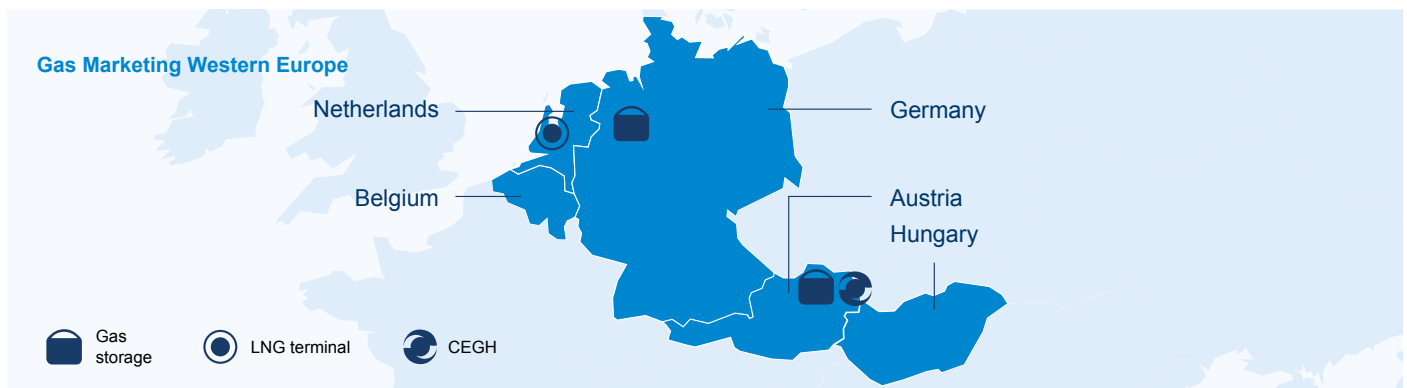 Gas Marketing Western Europe
Netherlands
Germany
Belgium
Austria
Hungary
Gas
storage
LNG terminal
CEGH